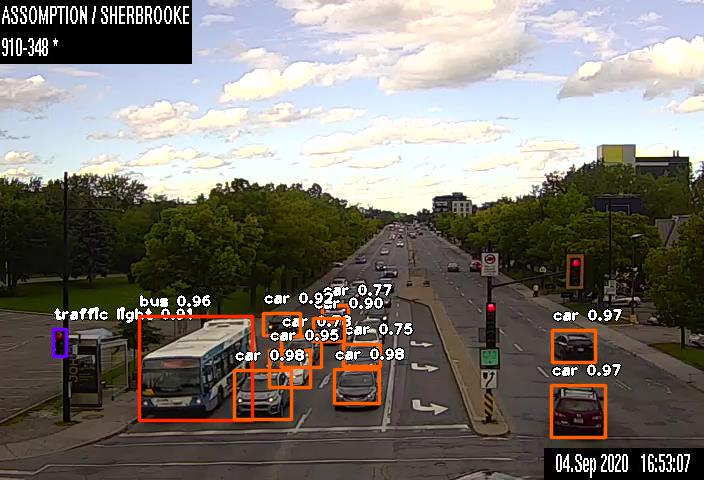 ASSOMPTION / SHERBROOKE
910-348 *
bus 0.96
traffic light 0.91
car 0.92
car 0.77
car 0.90
car 0.95
car 0.75
car 0.98
car 0.98
car 0.97
car 0.97
04.Sep 2020 16:53:07